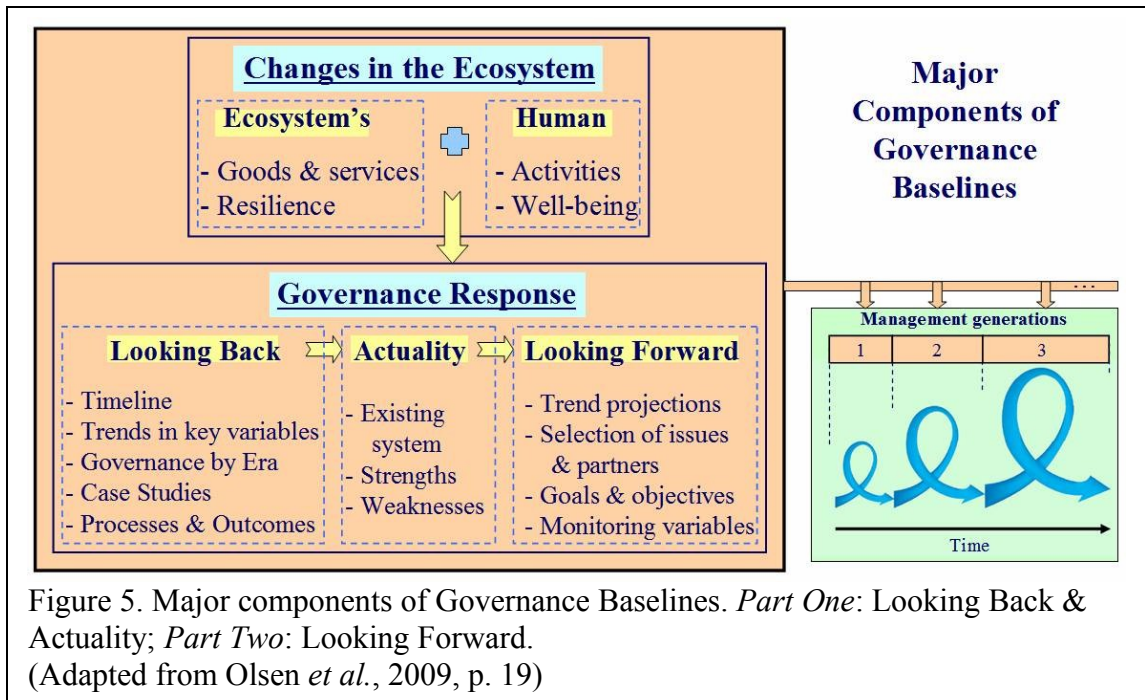 Changes in the Ecosystem
Ecosystem's
- Goods & services
- Resilience
Human
- Activities
- Well-being
Governance Response
Looking Back
- Timeline
- Trends in key variables
- Governance by Era
- Case Studies
- Processes & Outcomes
Actuality
- Existing
system
- Strengths
- Weaknesses
Looking Forward
- Trend projections
- Selection of issues
& partners
- Goals & objectives
- Monitoring variables
Major
Components of
Governance
Baselines
...
Management generations
1 2 3
Time
Figure 5. Major components of Governance Baselines. Part One: Looking Back &
Actuality; Part Two: Looking Forward.
(Adapted from Olsen et al., 2009, p. 19)